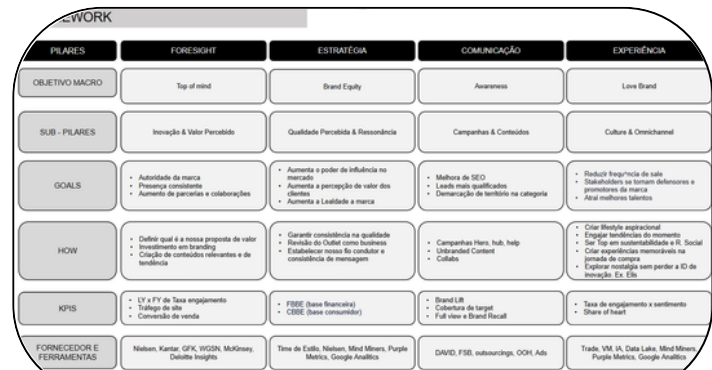 EWORK
PILARES
FORESIGHT
ESTRATÉGIA
COMUNICAÇÃO
EXPERIÊNCIA
OBJETIVO MACRO
Top of mind
Brand Equity
Awareness
Love Brand
SUB - PILARES
Inovação & Valor Percebido
Qualidade Percebida & Ressonância
Campanhas & Conteúdos
Culture & Omnichannel
GOALS
• Autoridade da marca
• Presença consistente
• Aumento de parcerias e colaborações
• Aumenta o poder de influência no
mercado
• Aumenta a percepção de valor dos
clientes
• Aumenta a Lealdade a marca
• Melhora de SEO
• Leads mais qualificados
• Demarcação de território na categoria
• Reduzir frequ^ncia de sale
• Stakeholders se tornam defensores e
promotores da marca
• Atrai melhores talentos
HOW
• Definir qual é a nossa proposta de valor
• Investimento em branding
• Criação de conteúdos relevantes e de
tendência
• Garantir consistência na qualidade
• Revisão do Outlet como business
• Estabelecer nosso fio condutor e
consistência de mensagem
• Campanhas Hero, hub, help
• Unbranded Content
• Collabs
• Criar lifestyle aspiracional
• Engajar tendências do momento
• Ser Top em sustentabilidade e R. Social
• Criar experiências memoráveis na
jornada de compra
• Explorar nostalgia sem perder a ID de
inovação. Ex. Elis
KPIS
• LY x FY de Taxa engajamento
• Tráfego de site
• Conversão de venda
• FBBE (base financeira)
• CBBE (base consumidor)
• Brand Lift
• Cobertura de target
• Full view e Brand Recall
• Taxa de engajamento x sentimento
• Share of heart
FORNECEDOR E
FERRAMENTAS
Nielsen, Kantar, GFK, WGSN, McKinsey,
Deloitte Insights
Time de Estilo, Nielsen, Mind Miners, Purple
Metrics, Google Analitics
DAVID, FSB, outsourcings, OOH, Ads
Trade, VM, IA, Data Lake, Mind Miners,
Purple Metrics, Google Analitics